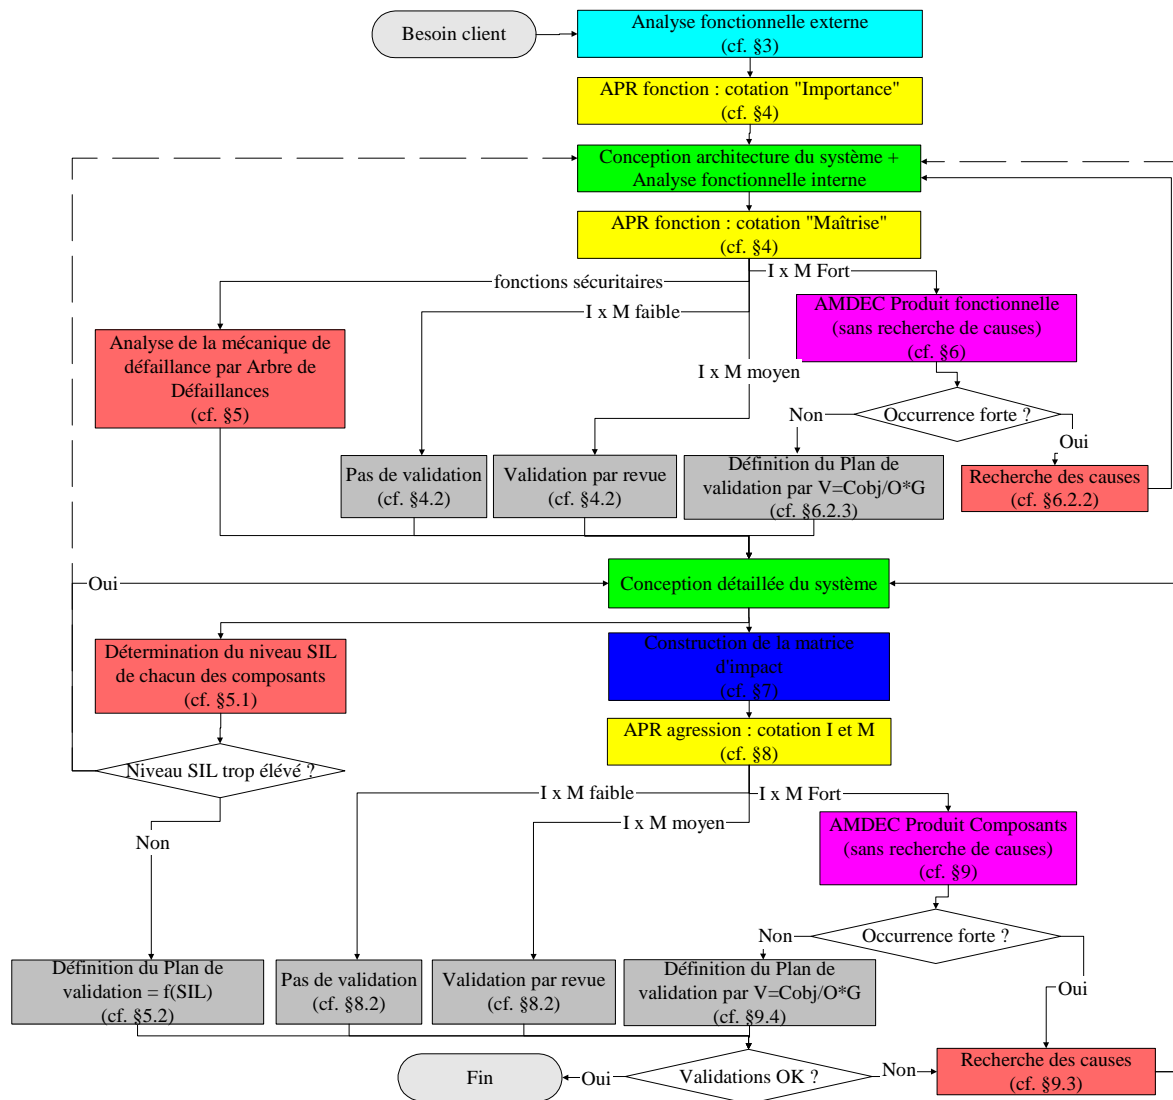 Besoin client
Analyse fonctionnelle externe
(cf. §3)
APR fonction : cotation "Importance"
(cf. §4)
Conception architecture du système +
Analyse fonctionnelle interne
APR fonction : cotation "Maîtrise"
(cf. §4)
fonctions sécuritaires
I x M Fort
I x M faible
I x M moyen
Analyse de la mécanique de
défaillance par Arbre de
Défaillances
(cf. §5)
AMDEC Produit fonctionnelle
(sans recherche de causes)
(cf. §6)
Occurrence forte ?
Non
Oui
Pas de validation
(cf. §4.2)
Validation par revue
(cf. §4.2)
Définition du Plan de
validation par V=Cobj/O*G
(cf. §6.2.3)
Recherche des causes
(cf. §6.2.2)
Oui
Conception détaillée du système
Détermination du niveau SIL
de chacun des composants
(cf. §5.1)
Construction de la matrice
d'impact
(cf. §7)
APR agression : cotation I et M
(cf. §8)
Niveau SIL trop élévé ?
I x M faible
I x M Fort
I x M moyen
Non
AMDEC Produit Composants
(sans recherche de causes)
(cf. §9)
Occurrence forte ?
Non
Oui
Définition du Plan de
validation = f(SIL)
(cf. §5.2)
Pas de validation
(cf. §8.2)
Validation par revue
(cf. §8.2)
Définition du Plan de
validation par V=Cobj/O*G
(cf. §9.4)
Recherche des causes
(cf. §9.3)
Fin
Oui
Validations OK ?
Non